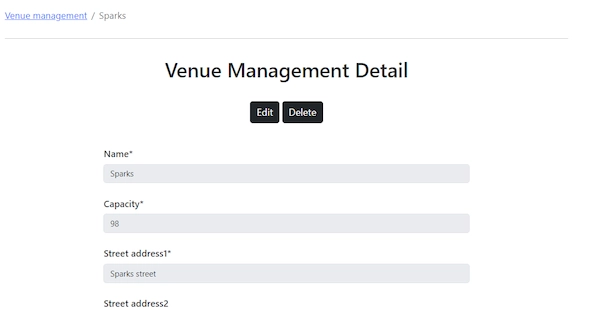 Venue management / Sparks
Venue Management Detail
Edit Delete
Name*
Sparks
Capacity*
98
Street address1*
Sparks street
Street address2